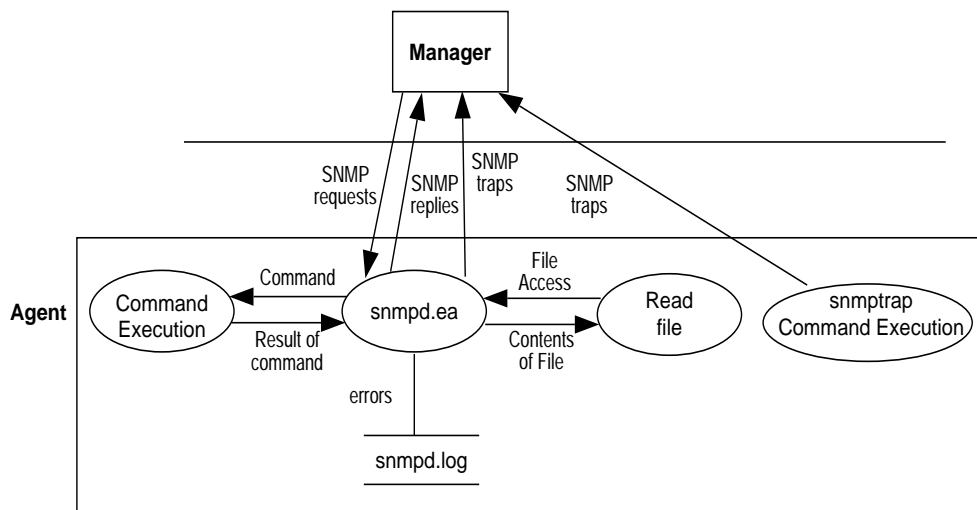 Manager
SNMP
requests
SNMP
replies
SNMP
traps
SNMP
traps
Agent
Command
Execution
Command
Result of
command
snmpd.ea
File
Access
Contents
of File
Read
file
snmptrap
Command Execution
errors
snmpd.log